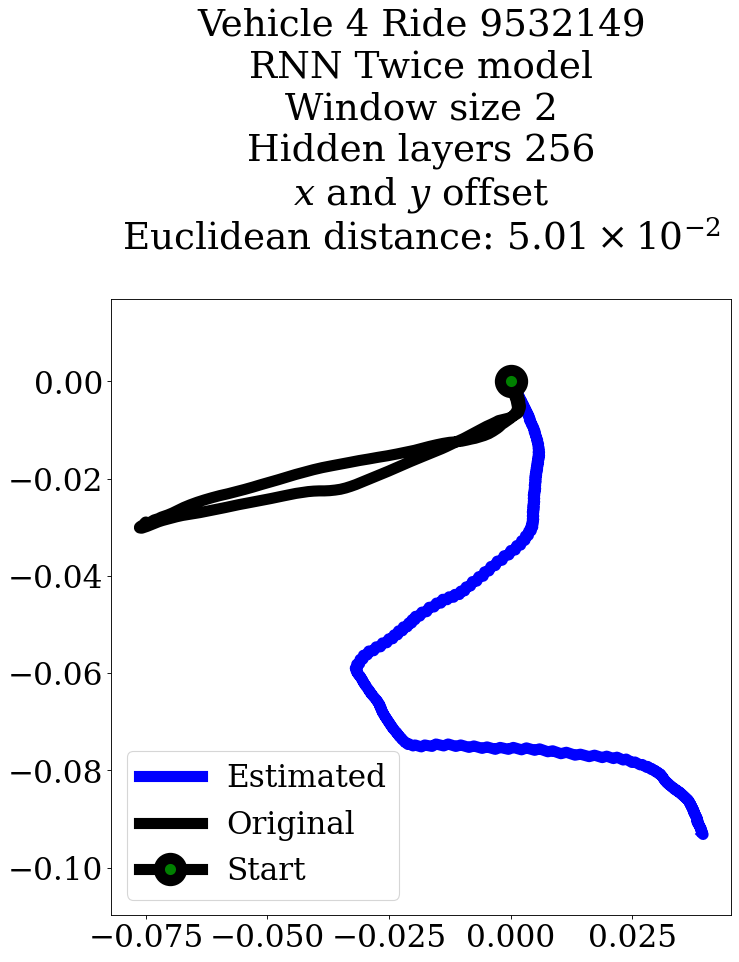 Vehicle 4 Ride 9532149
RNN Twice model
Window size 2
Hidden layers 256
x and y offset
Euclidean distance: 5.01 × 10⁻²
0.00
−0.02
−0.04
−0.06
−0.08
−0.10
Estimated
Original
Start
−0.075 −0.050 −0.025 0.000 0.025